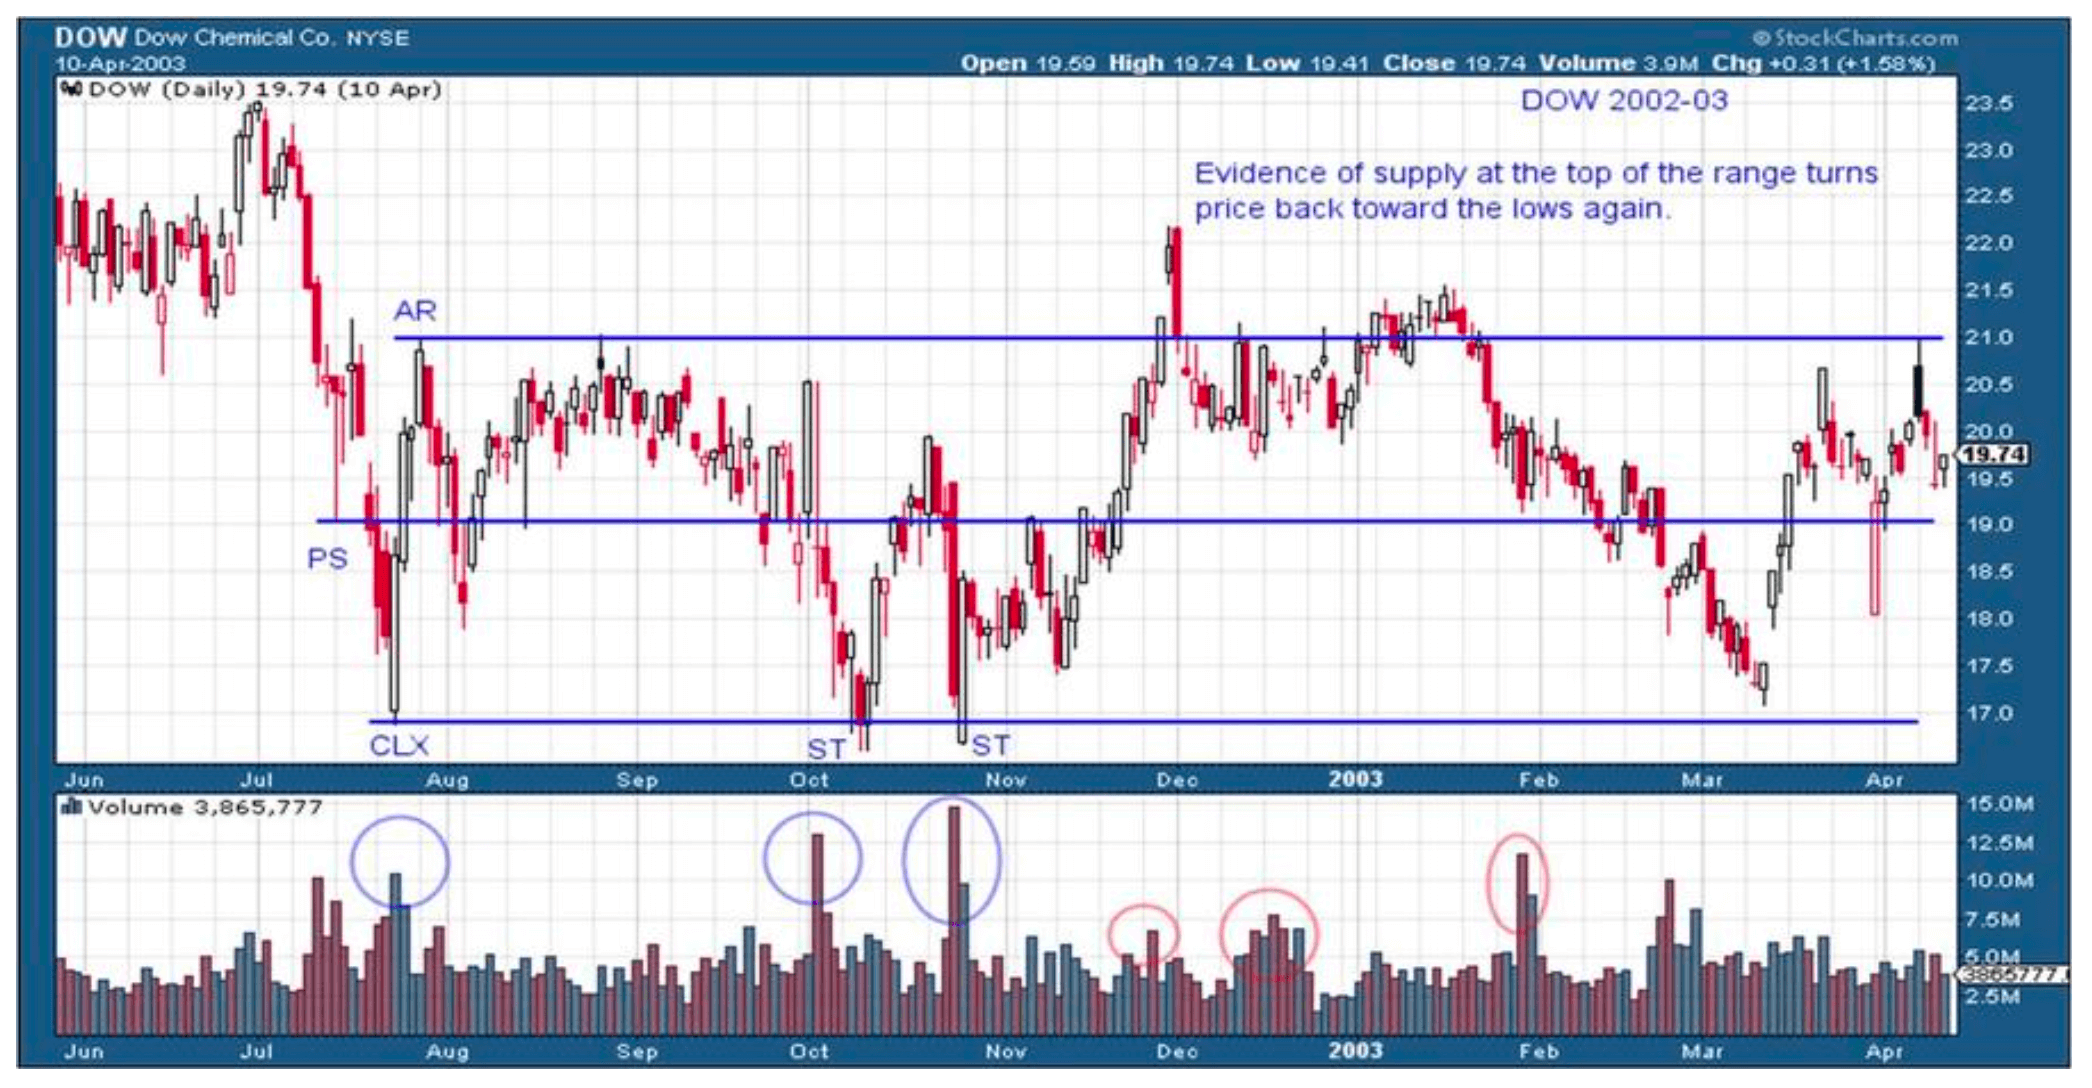 DOW Dow Chemical Co. NYSE
© StockCharts.com
10-Apr-2003
Open 19.59 High 19.74 Low 19.41 Close 19.74 Volume 3.9M Chg +0.31 (+1.58%)
DOW (Daily) 19.74 (10 Apr)
DOW 2002-03
Evidence of supply at the top of the range turns
price back toward the lows again.
23.5
23.0
22.5
22.0
21.5
21.0
20.5
20.0
19.74
19.5
19.0
18.5
18.0
17.5
17.0
AR
PS
CLX
ST
ST
Jun Jul Aug Sep Oct Nov Dec 2003 Feb Mar Apr
Volume 3,865,777
15.0M
12.5M
10.0M
7.5M
5.0M
3865777
2.5M
Jun Jul Aug Sep Oct Nov Dec 2003 Feb Mar Apr